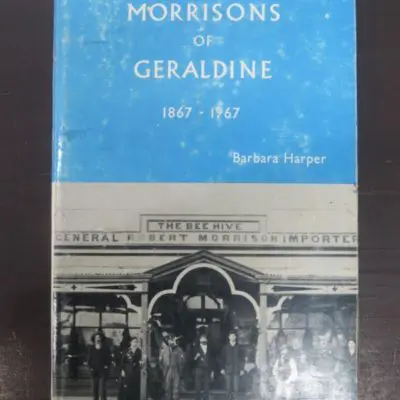 MORRISONS
OF
GERALDINE
1867 - 1967
Barbara Harper
THE BEE HIVE
GENERAL ROBERT MORRISON IMPORTER